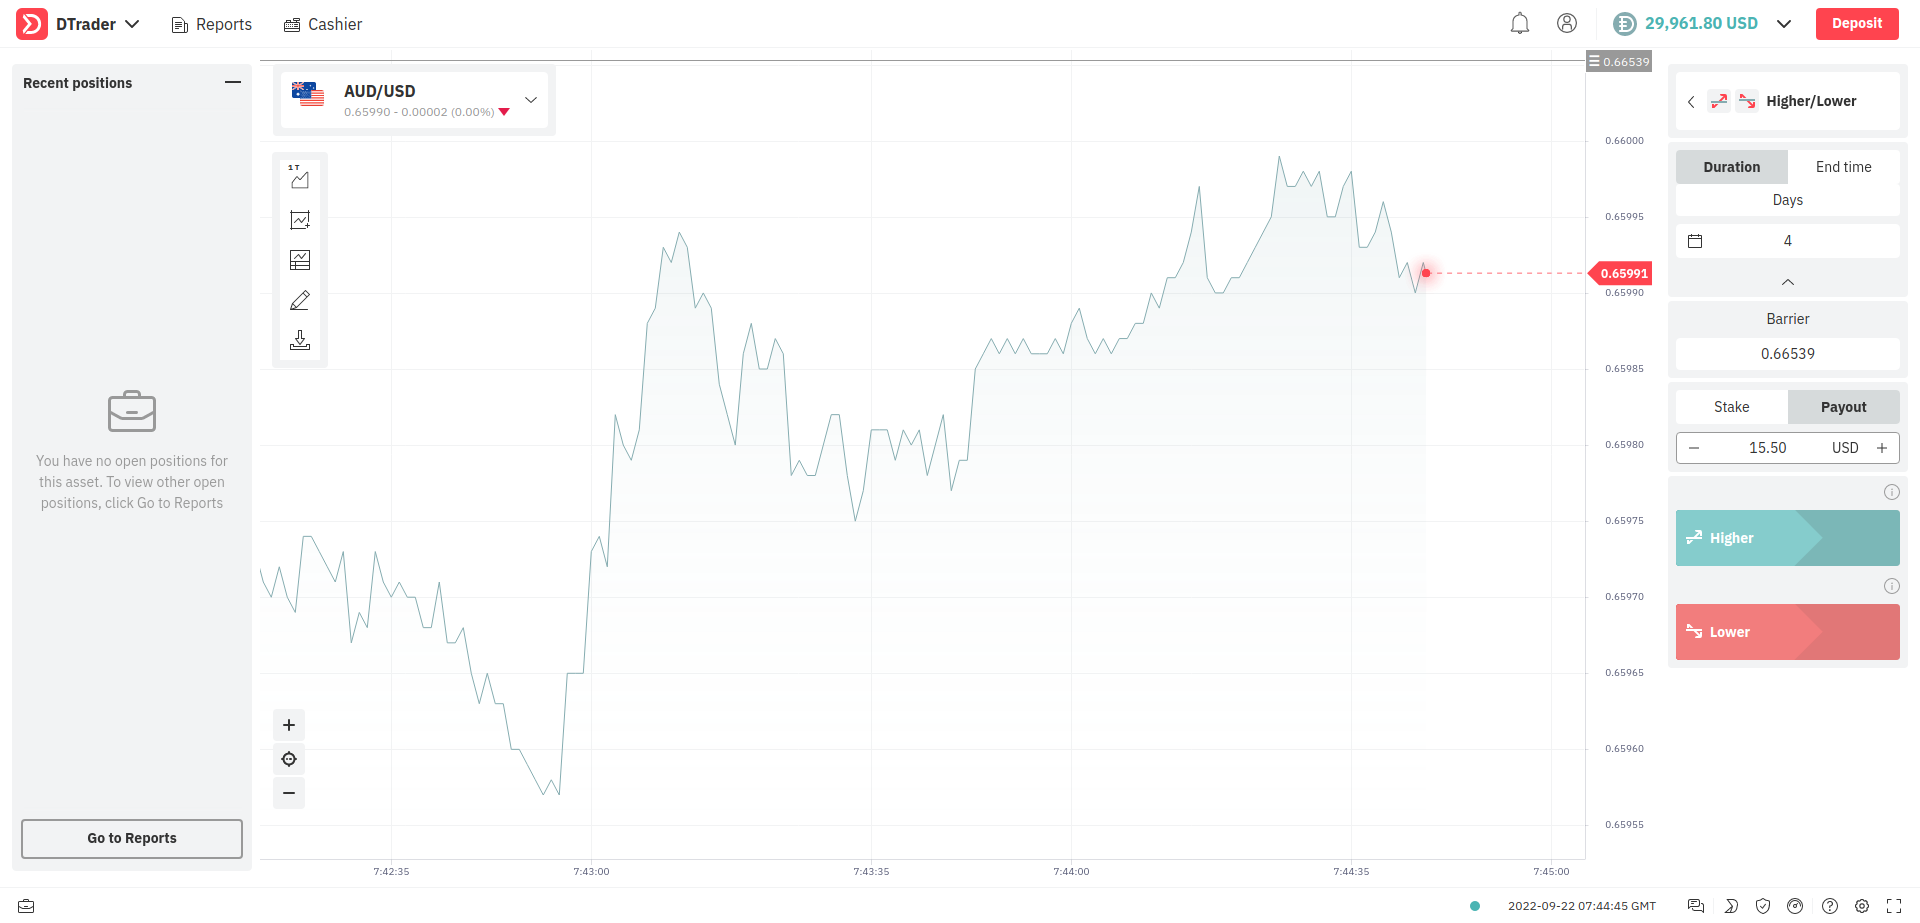 DTrader
Reports
Cashier
29,961.80 USD
Deposit
Recent positions
You have no open positions for
this asset. To view other open
positions, click Go to Reports
Go to Reports
AUD/USD
0.65990 - 0.00002 (0.00%)
1T
0.66539
0.66000
0.65995
0.65991
0.65990
0.65985
0.65980
0.65975
0.65970
0.65965
0.65960
0.65955
7:42:35
7:43:00
7:43:35
7:44:00
7:44:35
7:45:00
Higher/Lower
Duration
End time
Days
4
Barrier
0.66539
Stake
Payout
15.50
USD
Higher
Lower
2022-09-22 07:44:45 GMT